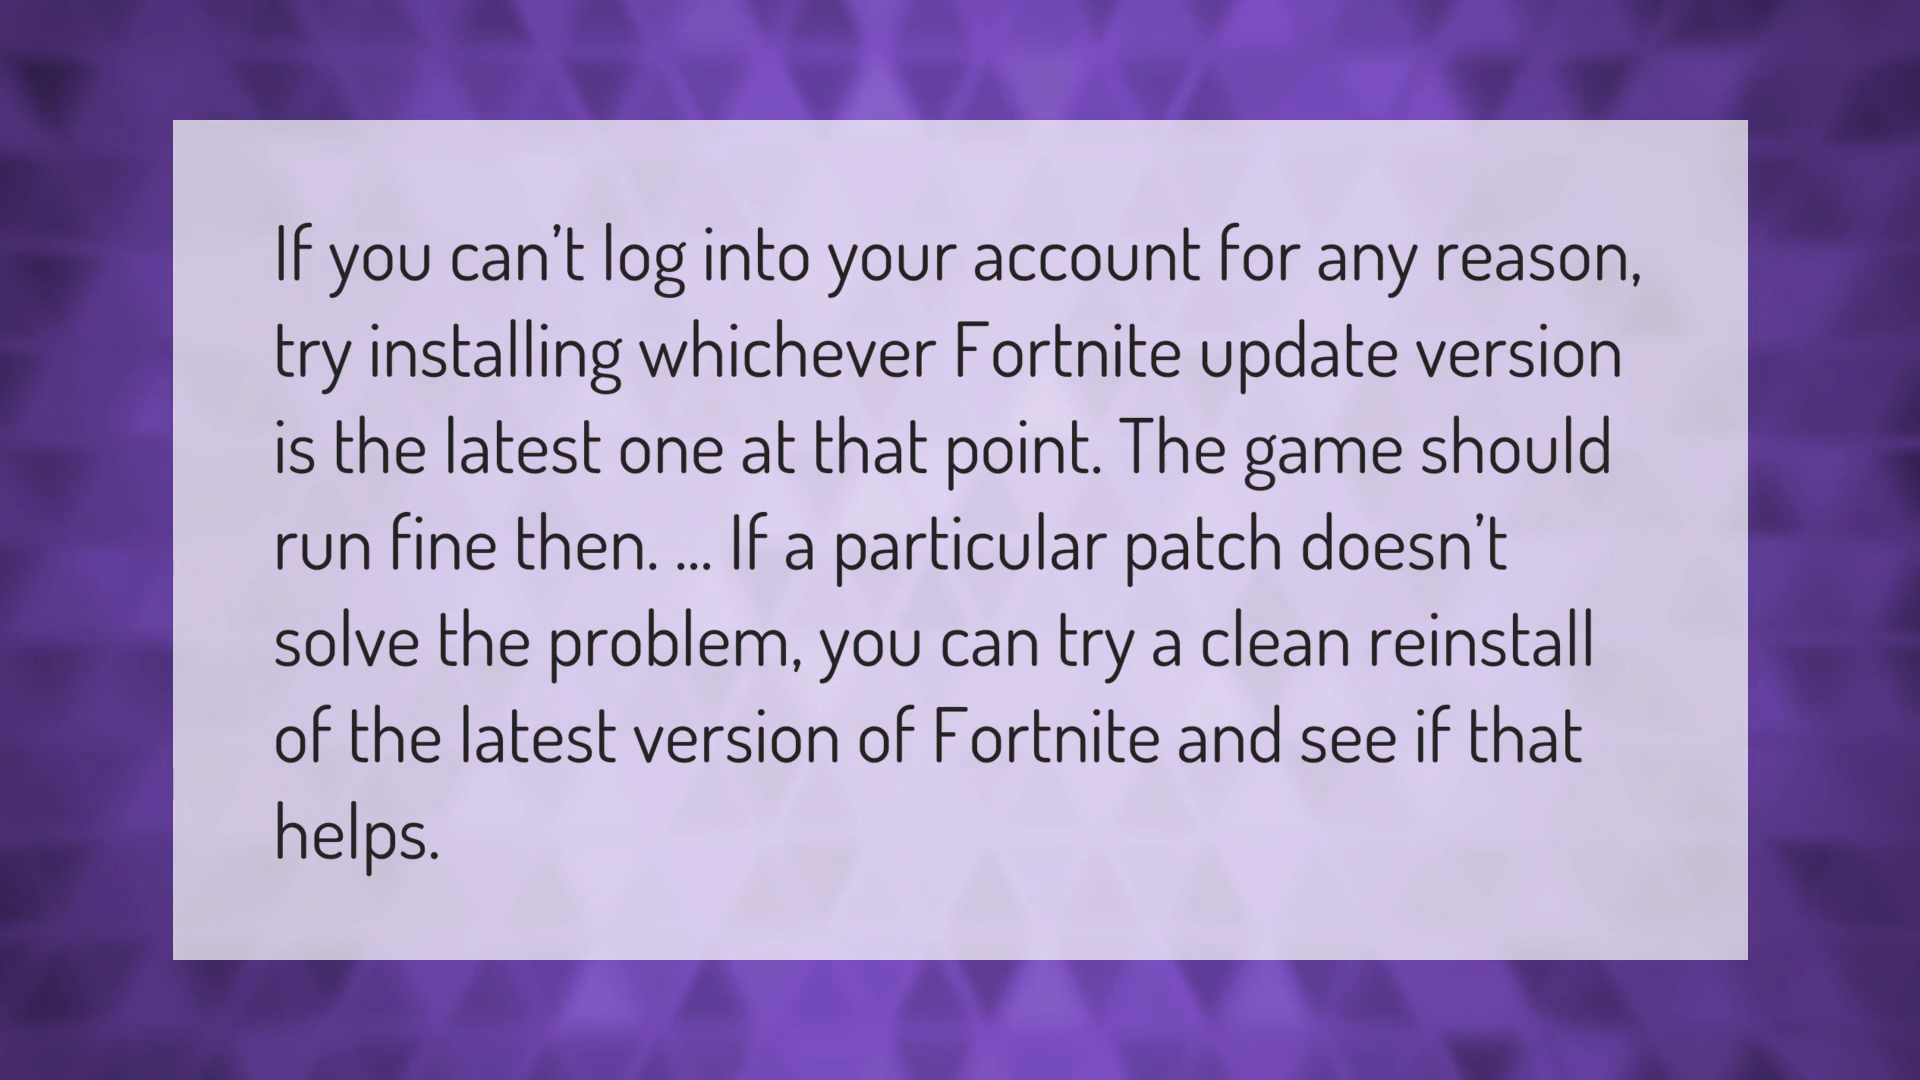 If you can't log into your account for any reason,
try installing whichever Fortnite update version
is the latest one at that point. The game should
run fine then. ... If a particular patch doesn't
solve the problem, you can try a clean reinstall
of the latest version of Fortnite and see if that
helps.